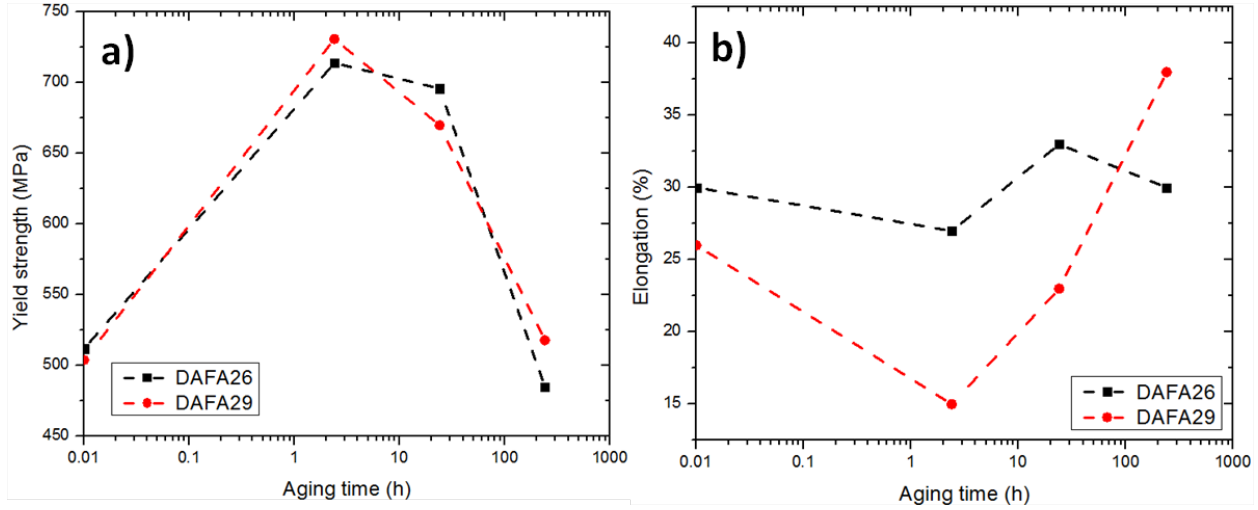 a)
Yield strength (MPa)
750
700
650
600
550
500
450
DAFA26
DAFA29
0.01
0.1
1
10
100
1000
Aging time (h)
b)
Elongation (%)
40
35
30
25
20
15
DAFA26
DAFA29
0.01
0.1
1
10
100
1000
Aging time (h)